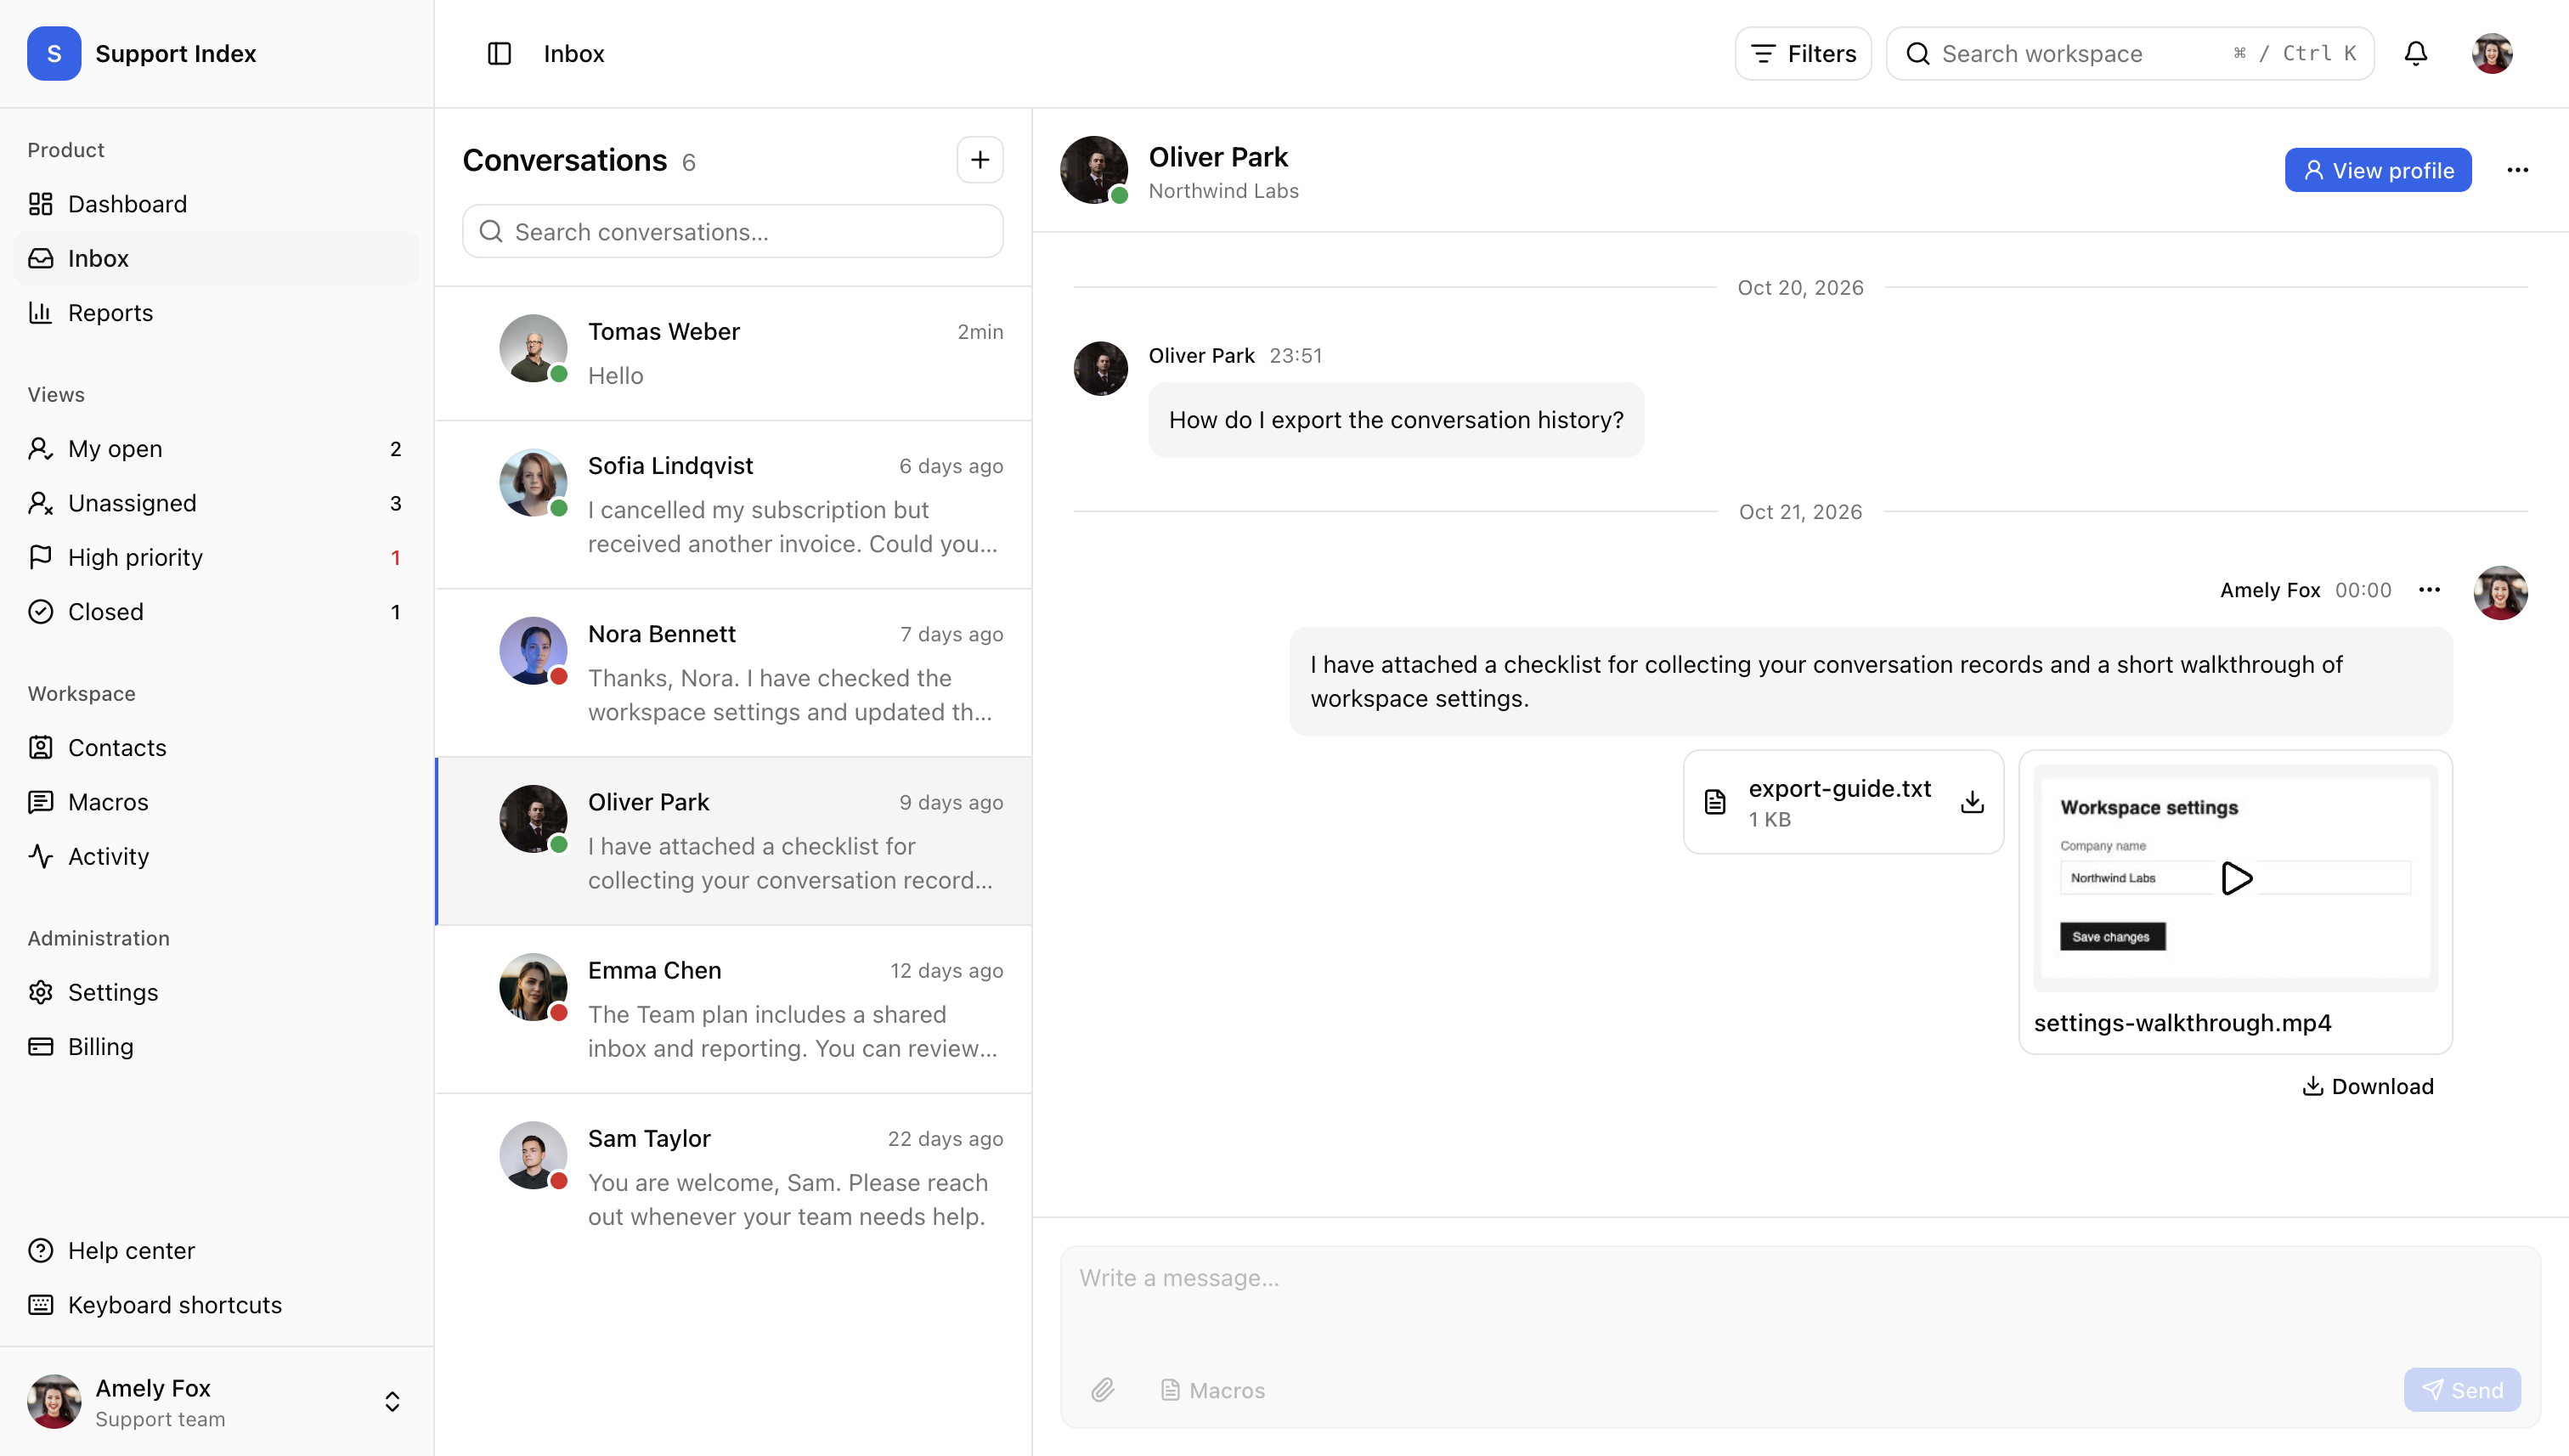 S
Support Index
Inbox
Filters
Search workspace
⌘ / Ctrl K
Product
Dashboard
Inbox
Reports
Views
My open 2
Unassigned 3
High priority 1
Closed 1
Workspace
Contacts
Macros
Activity
Administration
Settings
Billing
Help center
Keyboard shortcuts
Amely Fox
Support team
Conversations 6
Search conversations...
Tomas Weber 2min
Hello
Sofia Lindqvist 6 days ago
I cancelled my subscription but
received another invoice. Could you...
Nora Bennett 7 days ago
Thanks, Nora. I have checked the
workspace settings and updated th...
Oliver Park 9 days ago
I have attached a checklist for
collecting your conversation record...
Emma Chen 12 days ago
The Team plan includes a shared
inbox and reporting. You can review...
Sam Taylor 22 days ago
You are welcome, Sam. Please reach
out whenever your team needs help.
Oliver Park
Northwind Labs
View profile
Oct 20, 2026
Oliver Park 23:51
How do I export the conversation history?
Oct 21, 2026
Amely Fox 00:00
I have attached a checklist for collecting your conversation records and a short walkthrough of
workspace settings.
export-guide.txt
1 KB
Workspace settings
Company name
Northwind Labs
Save changes
settings-walkthrough.mp4
Download
Write a message...
Macros
Send